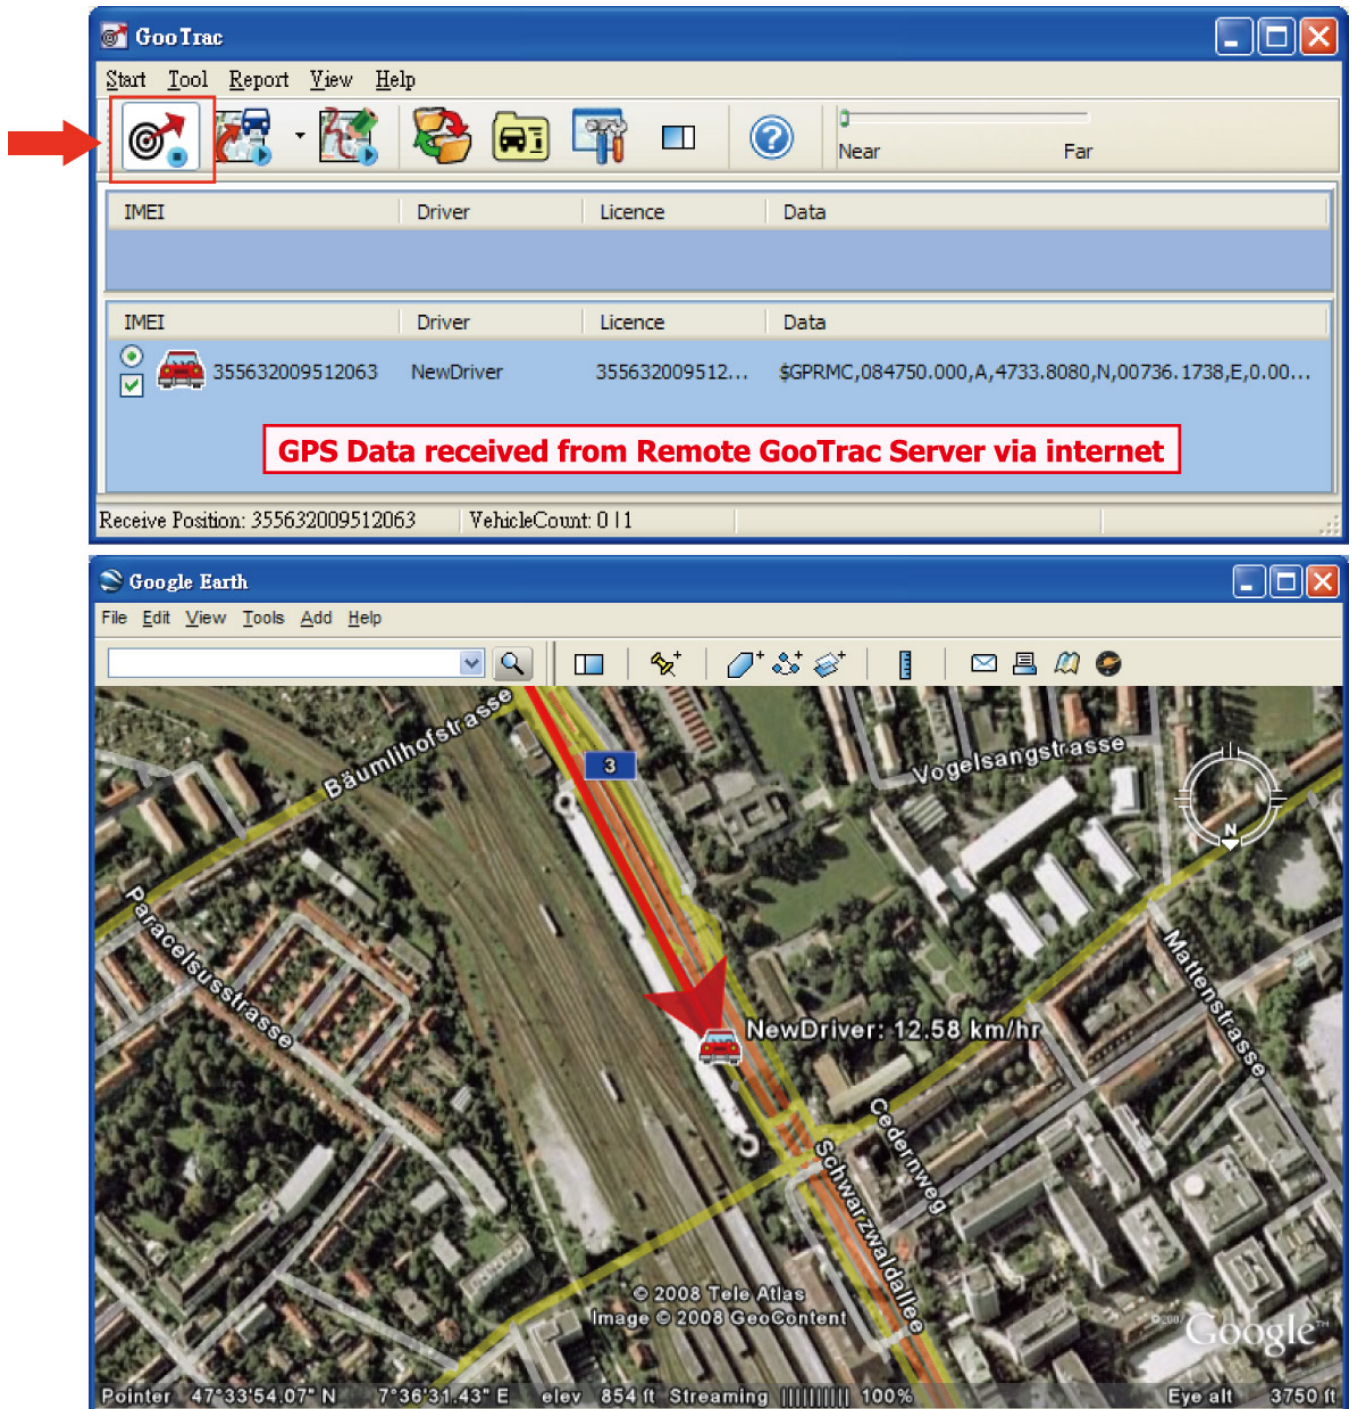 GooTrac
Start Tool Report View Help
Near Far
IMEI Driver Licence Data
IMEI Driver Licence Data
355632009512063 NewDriver 355632009512... $GPRMC,084750.000,A,4733.8080,N,00736.1738,E,0.00...
GPS Data received from Remote GooTrac Server via internet
Receive Position: 355632009512063 VehicleCount: 0 | 1
Google Earth
File Edit View Tools Add Help
Bäumlihofstrasse
3
Vogelsangstrasse
N
Paracelsusstrasse
Mattenstrasse
NewDriver: 12.58 km/hr
Cedernweg
Schwarzwaldallee
© 2008 Tele Atlas
Image © 2008 GeoContent
©2007 Google™
Pointer 47°33'54.07" N 7°36'31.43" E elev 854 ft Streaming |||||||||| 100% Eye alt 3750 ft